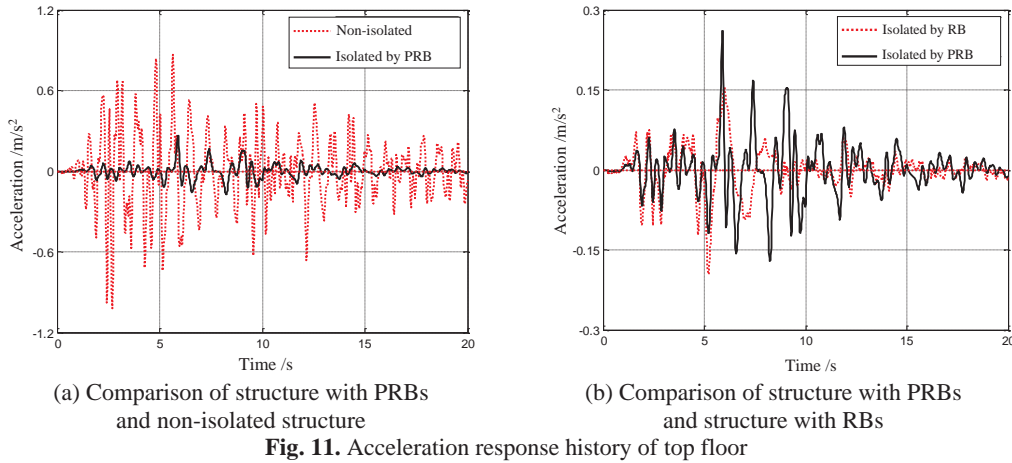 1.2
0.6
0
-0.6
-1.2
0
5
10
15
20
Acceleration /m/s²
Time /s
Non-isolated
Isolated by PRB
(a) Comparison of structure with PRBs
and non-isolated structure
0.3
0.15
0
-0.15
-0.3
0
5
10
15
20
Acceleration /m/s²
Time /s
Isolated by RB
Isolated by PRB
(b) Comparison of structure with PRBs
and structure with RBs
Fig. 11. Acceleration response history of top floor